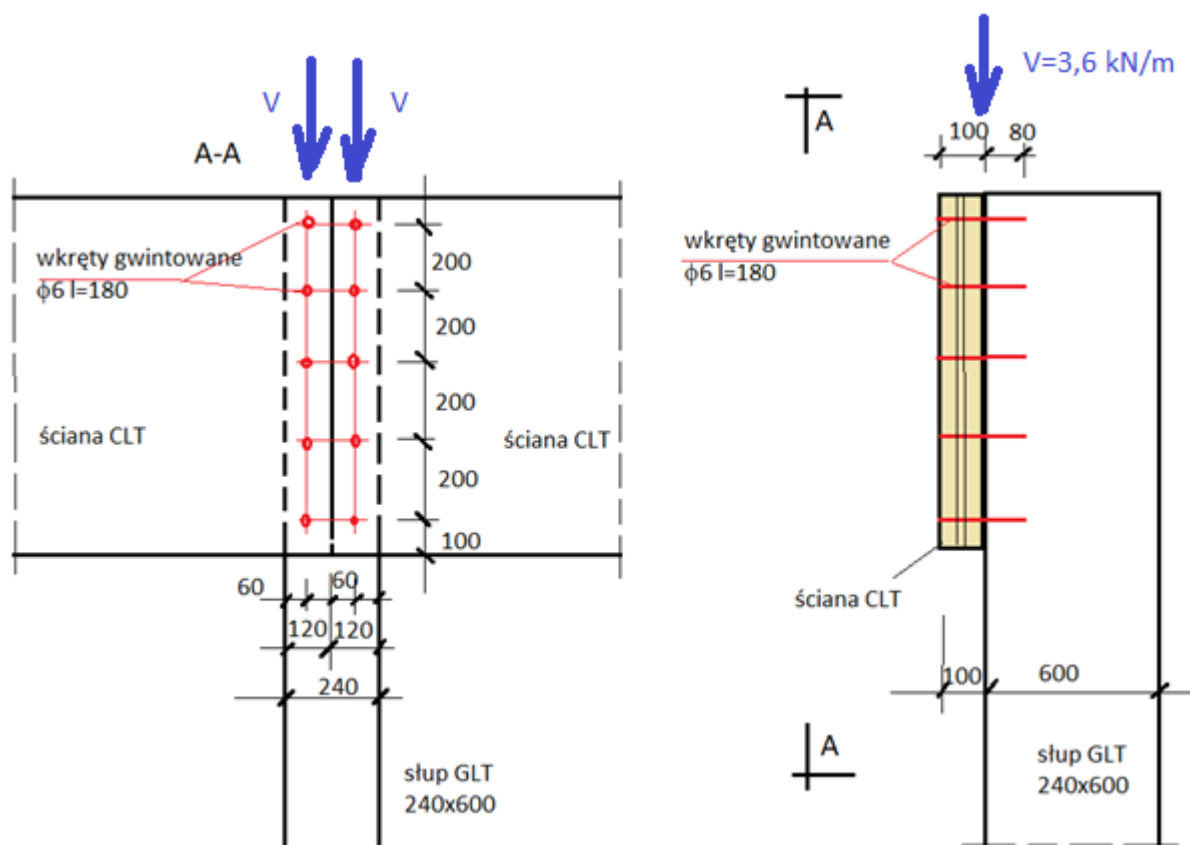 V
V
A-A
wkręty gwintowane
ϕ6 l=180
200
200
200
200
100
ściana CLT
ściana CLT
60
60
120
120
240
słup GLT
240x600
V=3,6 kN/m
A
100
80
wkręty gwintowane
ϕ6 l=180
ściana CLT
100
600
A
słup GLT
240x600